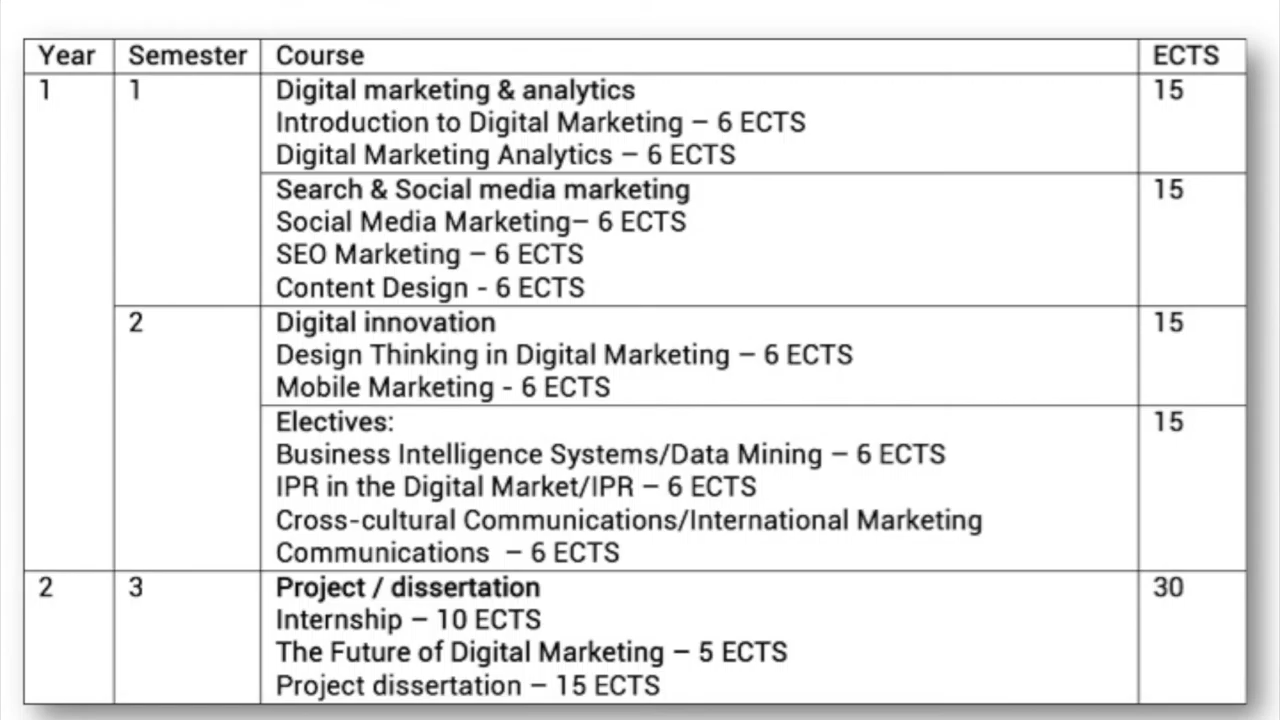 Year Semester Course ECTS
1 1 Digital marketing & analytics 15
Introduction to Digital Marketing – 6 ECTS
Digital Marketing Analytics – 6 ECTS
Search & Social media marketing 15
Social Media Marketing– 6 ECTS
SEO Marketing – 6 ECTS
Content Design - 6 ECTS
2 Digital innovation 15
Design Thinking in Digital Marketing – 6 ECTS
Mobile Marketing - 6 ECTS
Electives: 15
Business Intelligence Systems/Data Mining – 6 ECTS
IPR in the Digital Market/IPR – 6 ECTS
Cross-cultural Communications/International Marketing
Communications – 6 ECTS
2 3 Project / dissertation 30
Internship – 10 ECTS
The Future of Digital Marketing – 5 ECTS
Project dissertation – 15 ECTS